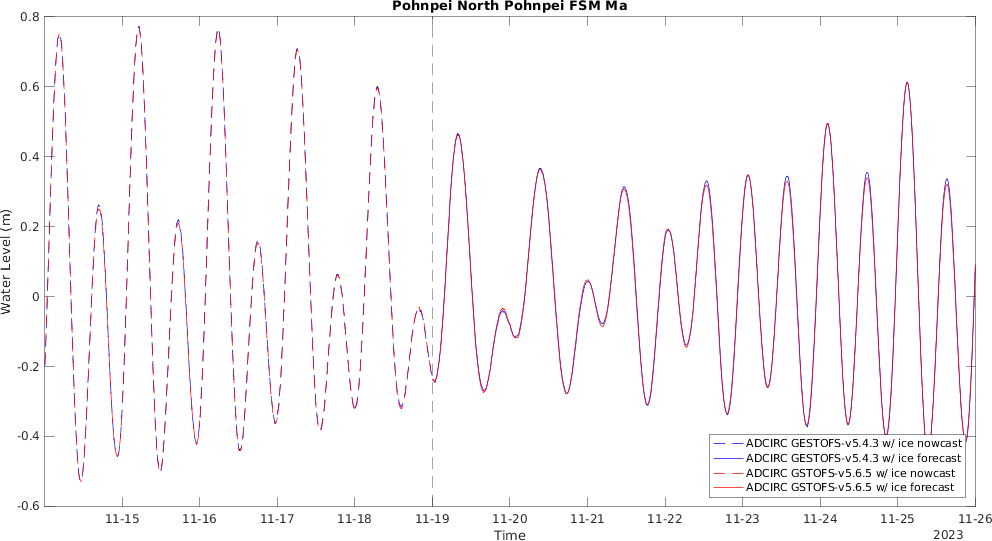 Pohnpei North Pohnpei FSM Ma
Water Level (m)
0.8
0.6
0.4
0.2
0
-0.2
-0.4
-0.6
ADCIRC GESTOFS-v5.4.3 w/ ice nowcast
ADCIRC GESTOFS-v5.4.3 w/ ice forecast
ADCIRC GSTOFS-v5.6.5 w/ ice nowcast
ADCIRC GSTOFS-v5.6.5 w/ ice forecast
11-15 11-16 11-17 11-18 11-19 11-20 11-21 11-22 11-23 11-24 11-25 11-26
Time
2023